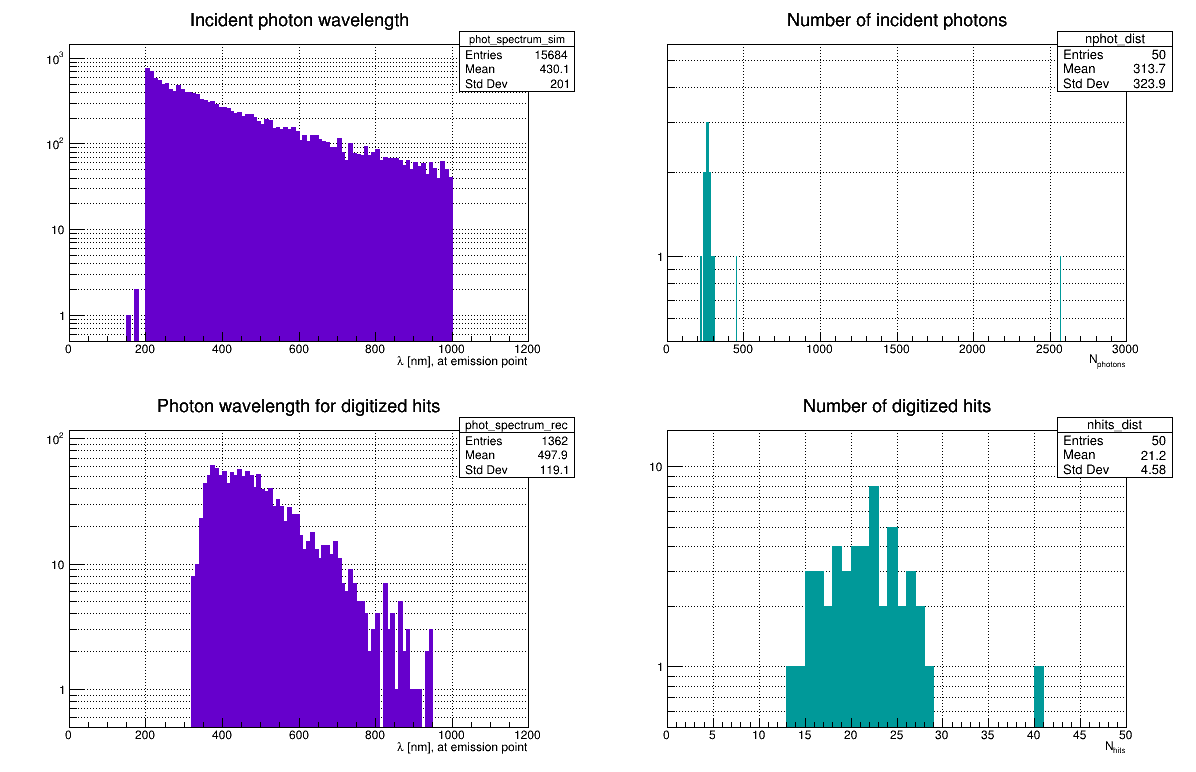 Incident photon wavelength
phot_spectrum_sim
Entries 15684
Mean 430.1
Std Dev 201
10³
10²
10
1
0 200 400 600 800 1000 1200
λ [nm], at emission point
Number of incident photons
nphot_dist
Entries 50
Mean 313.7
Std Dev 323.9
1
0 500 1000 1500 2000 2500 3000
N_photons
Photon wavelength for digitized hits
phot_spectrum_rec
Entries 1362
Mean 497.9
Std Dev 119.1
10²
10
1
0 200 400 600 800 1000 1200
λ [nm], at emission point
Number of digitized hits
nhits_dist
Entries 50
Mean 21.2
Std Dev 4.58
10
1
0 5 10 15 20 25 30 35 40 45 50
N_hits